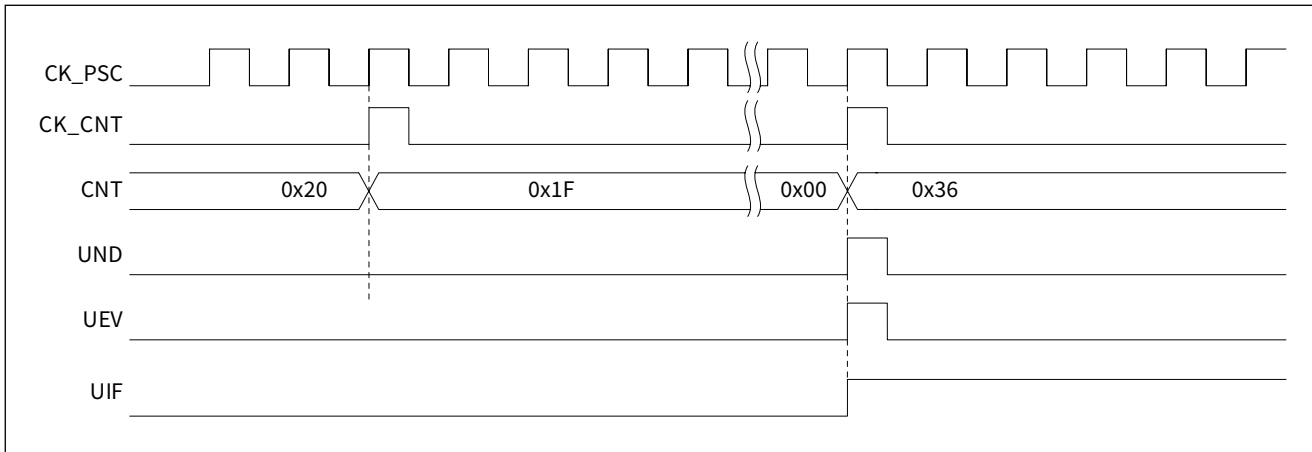 CK_PSC
CK_CNT
CNT 0x20 0x1F 0x00 0x36
UND
UEV
UIF